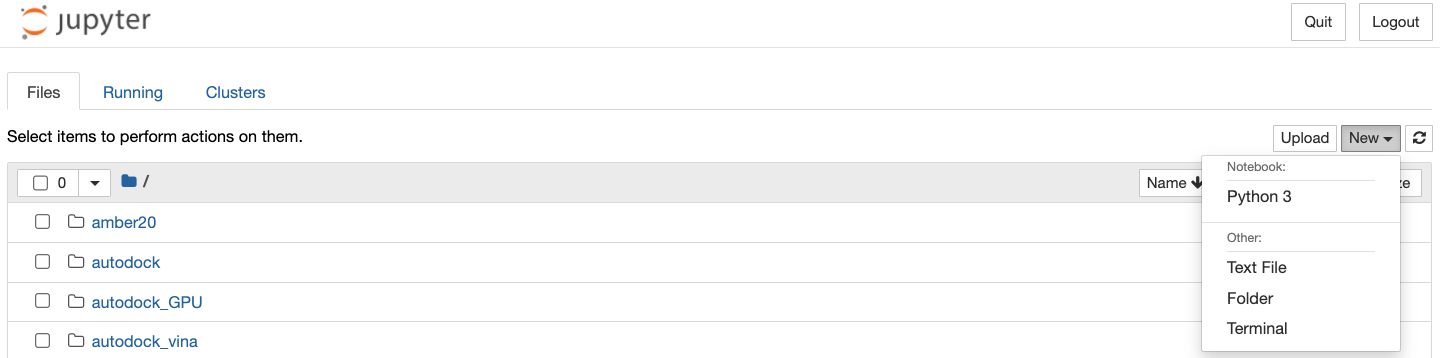 jupyter
Quit Logout
Files Running Clusters
Select items to perform actions on them.
Upload New
0 / Name
Notebook:
Python 3
amber20
Other:
autodock
Text File
autodock_GPU
Folder
Terminal
autodock_vina